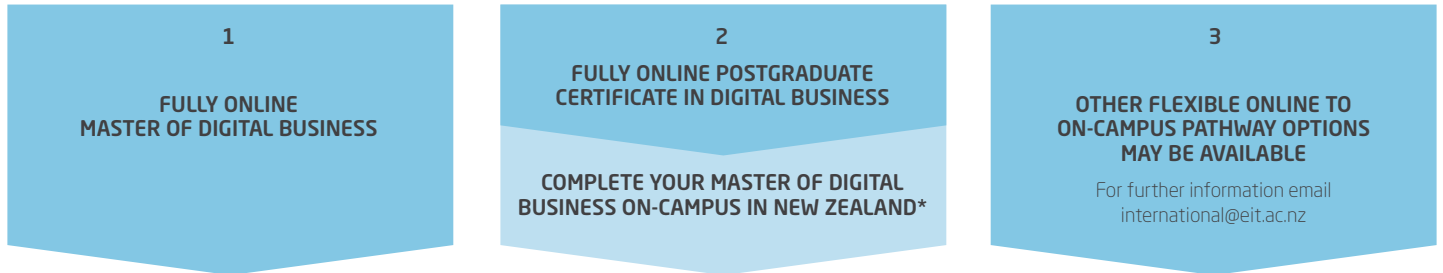 1
FULLY ONLINE
MASTER OF DIGITAL BUSINESS
2
FULLY ONLINE POSTGRADUATE
CERTIFICATE IN DIGITAL BUSINESS
COMPLETE YOUR MASTER OF DIGITAL
BUSINESS ON-CAMPUS IN NEW ZEALAND*
3
OTHER FLEXIBLE ONLINE TO
ON-CAMPUS PATHWAY OPTIONS
MAY BE AVAILABLE
For further information email
international@eit.ac.nz